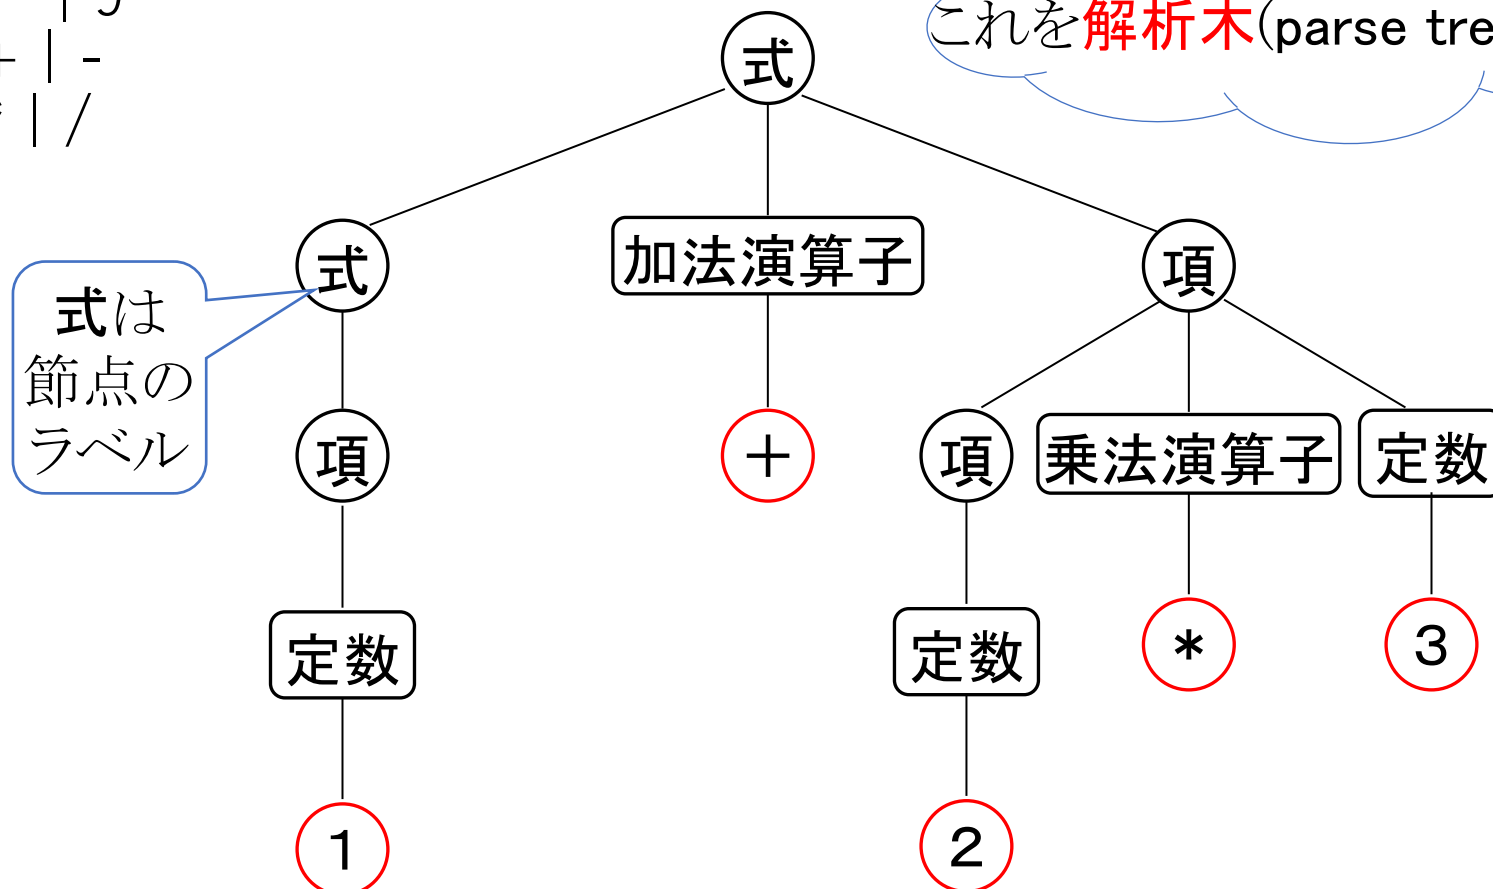 | 9
+ | -
* | /
これを解析木(parse tre
式
式
加法演算子
項
式は
節点の
ラベル
項
+
項
乗法演算子
定数
定数
定数
*
3
1
2